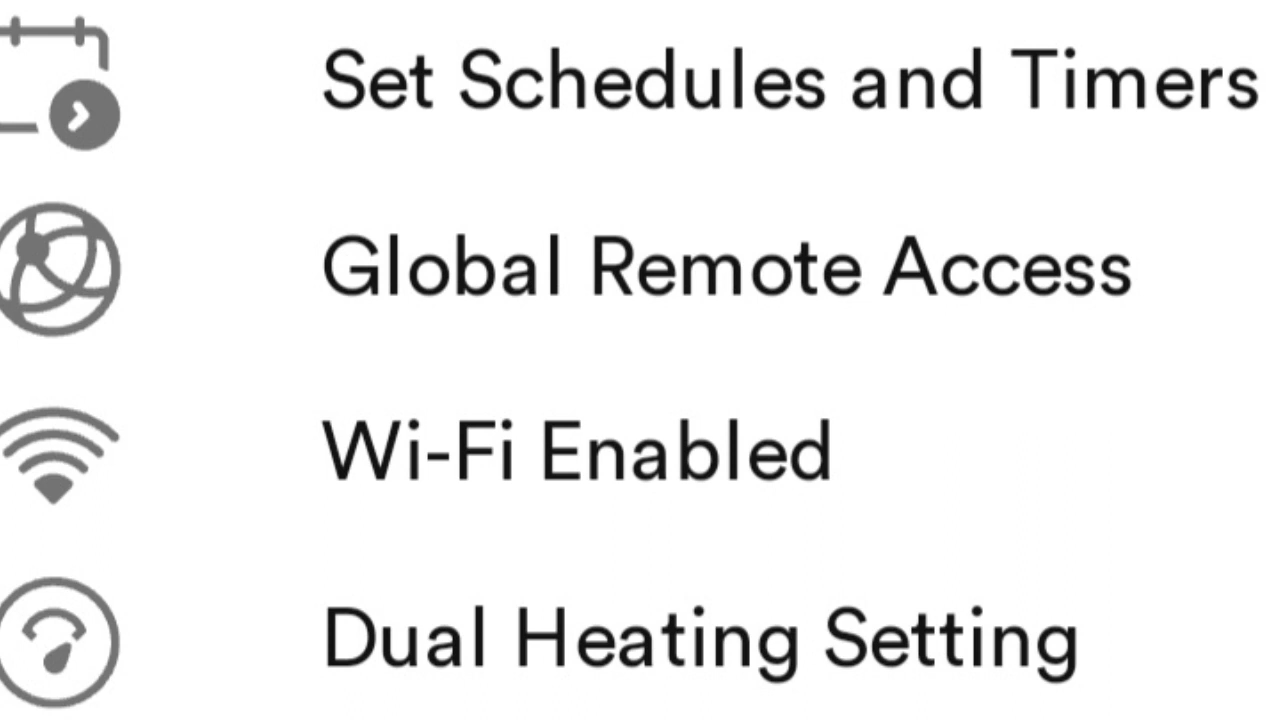 Set Schedules and Timers
Global Remote Access
Wi-Fi Enabled
Dual Heating Setting